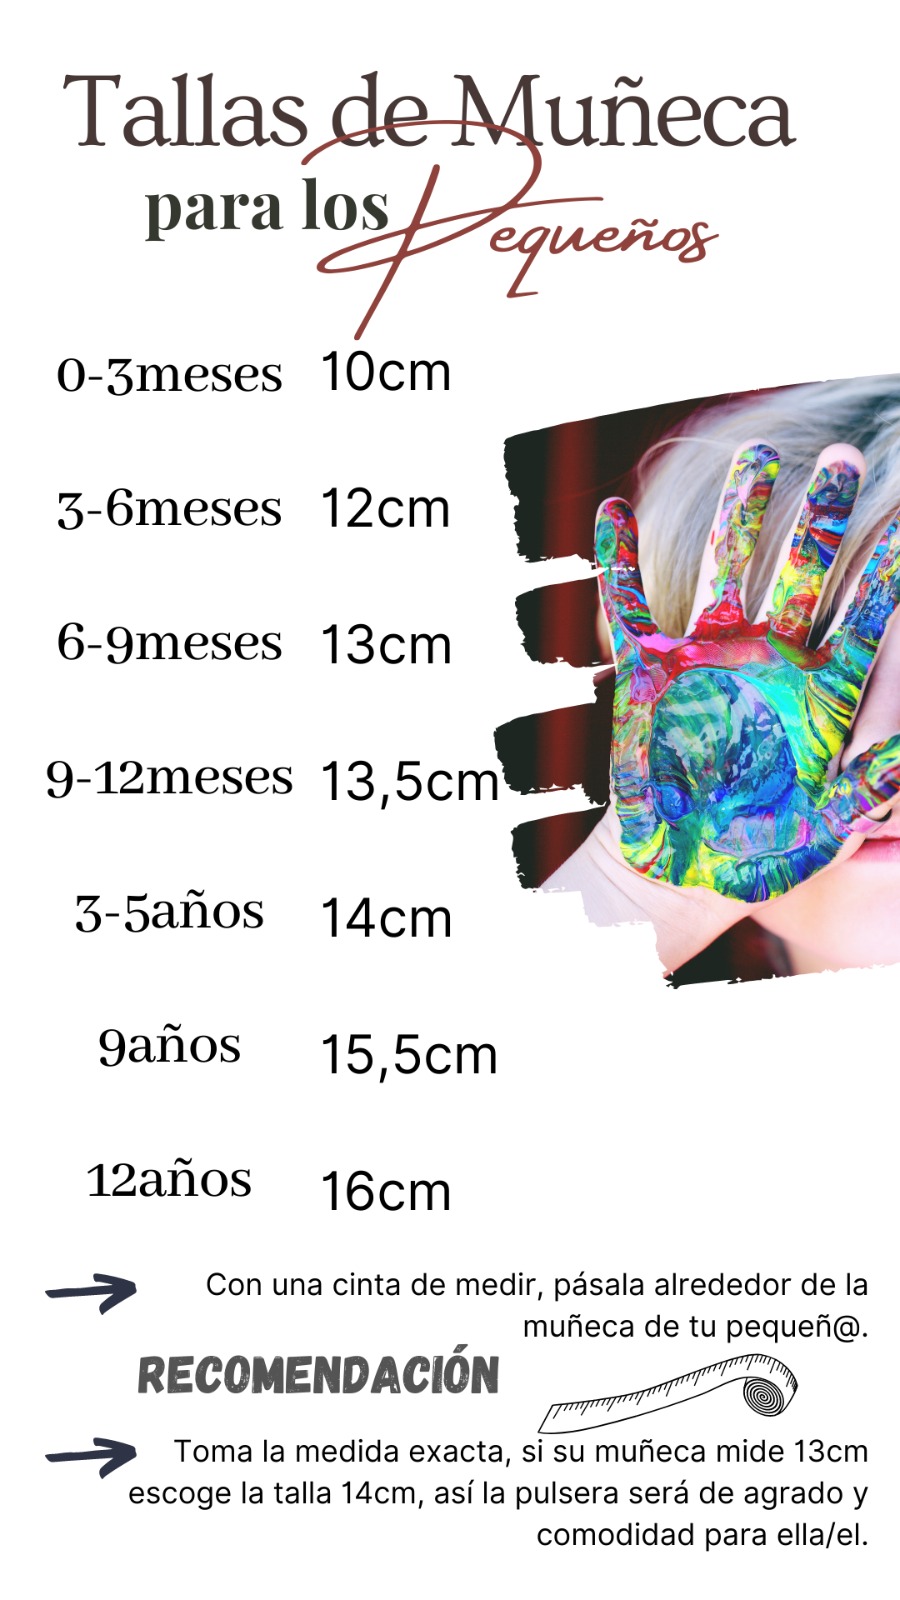 Tallas de Muñeca
para los Pequeños
0-3meses 10cm
3-6meses 12cm
6-9meses 13cm
9-12meses 13,5cm
3-5años 14cm
9años 15,5cm
12años 16cm
Con una cinta de medir, pásala alrededor de la
muñeca de tu pequeñ@.
RECOMENDACIÓN
Toma la medida exacta, si su muñeca mide 13cm
escoge la talla 14cm, así la pulsera será de agrado y
comodidad para ella/el.